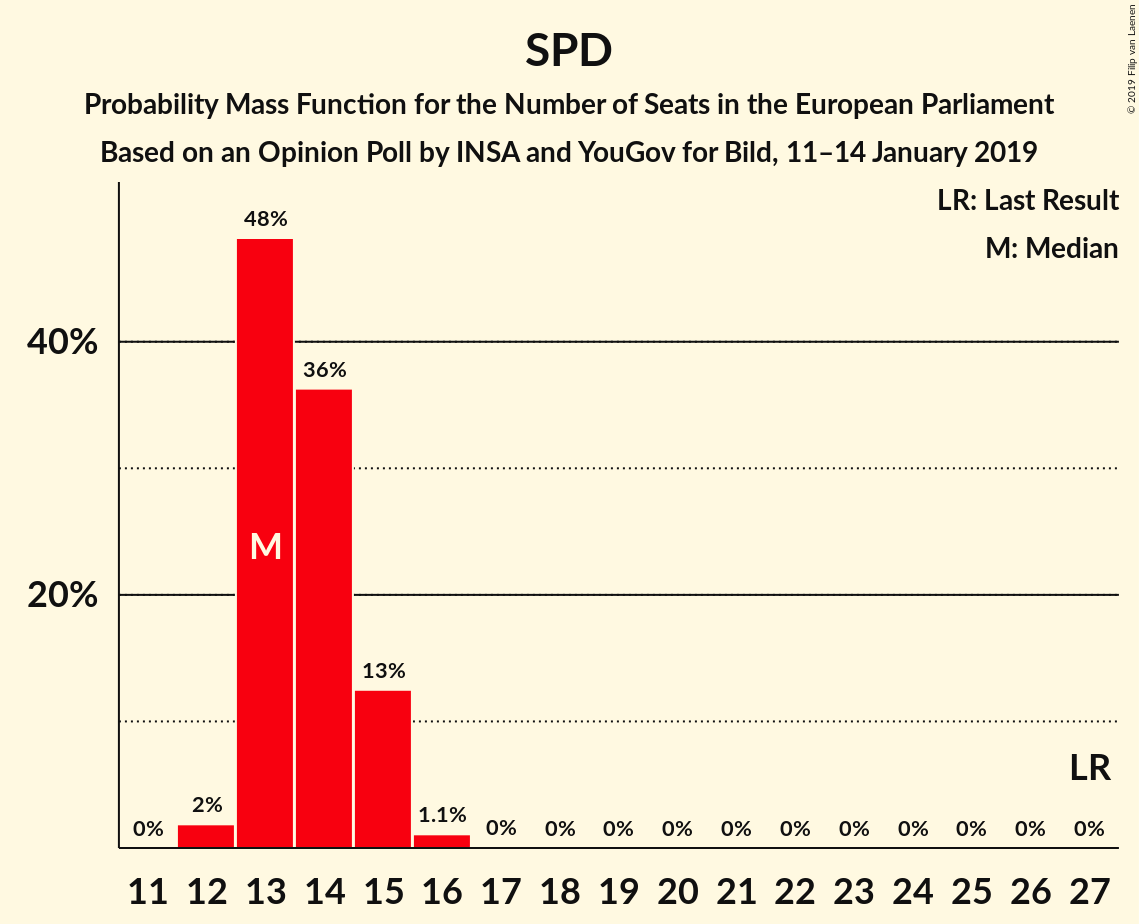 SPD
Probability Mass Function for the Number of Seats in the European Parliament
Based on an Opinion Poll by INSA and YouGov for Bild, 11–14 January 2019
© 2019 Filip van Laenen
LR: Last Result
M: Median
48%
40%
36%
M
20%
13%
LR
0% 2% 1.1% 0% 0% 0% 0% 0% 0% 0% 0% 0% 0% 0%
11 12 13 14 15 16 17 18 19 20 21 22 23 24 25 26 27